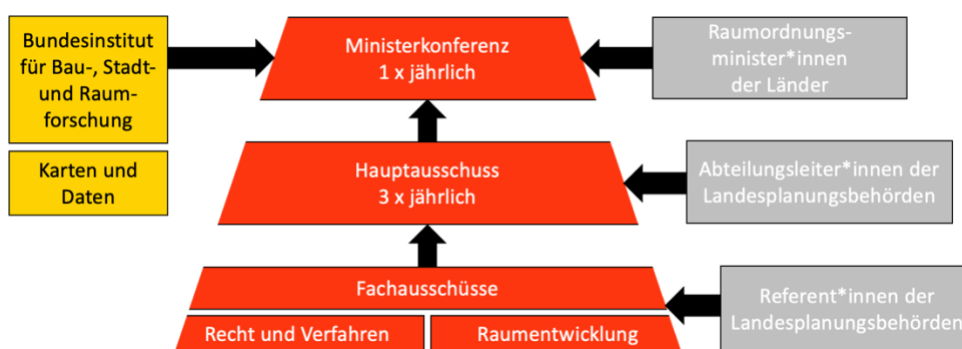 Bundesinstitut
für Bau-, Stadt-
und Raum-
forschung
Karten und
Daten
Ministerkonferenz
1 x jährlich
Raumordnungs-
minister*innen
der Länder
Hauptausschuss
3 x jährlich
Abteilungsleiter*innen der
Landesplanungsbehörden
Fachausschüsse
Recht und Verfahren
Raumentwicklung
Referent*innen der
Landesplanungsbehörden